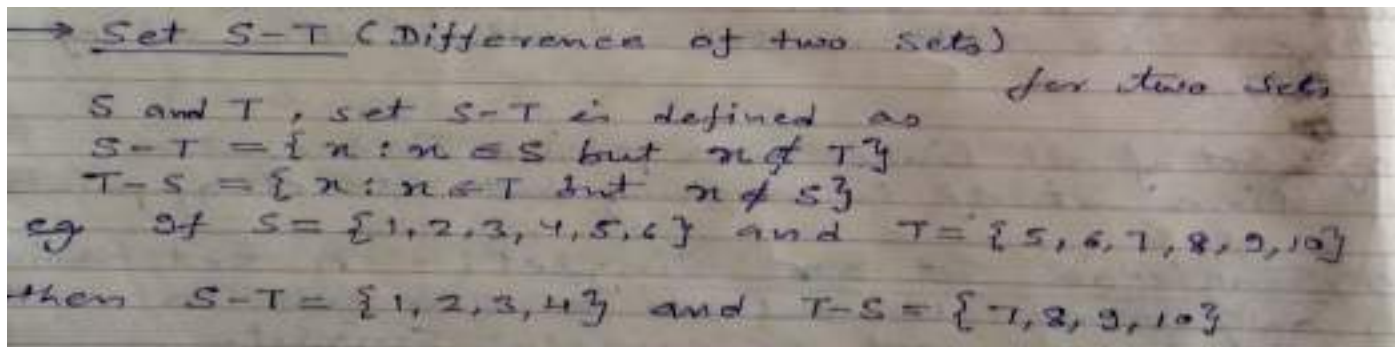 → Set S-T (Difference of two sets)
for two sets
S and T, set S-T is defined as
S-T = {x : x ∈ S but x ∉ T}
T-S = {x : x ∈ T but x ∉ S}
eg If S = {1, 2, 3, 4, 5, 6} and T = {5, 6, 7, 8, 9, 10}
then S-T = {1, 2, 3, 4} and T-S = {7, 8, 9, 10}